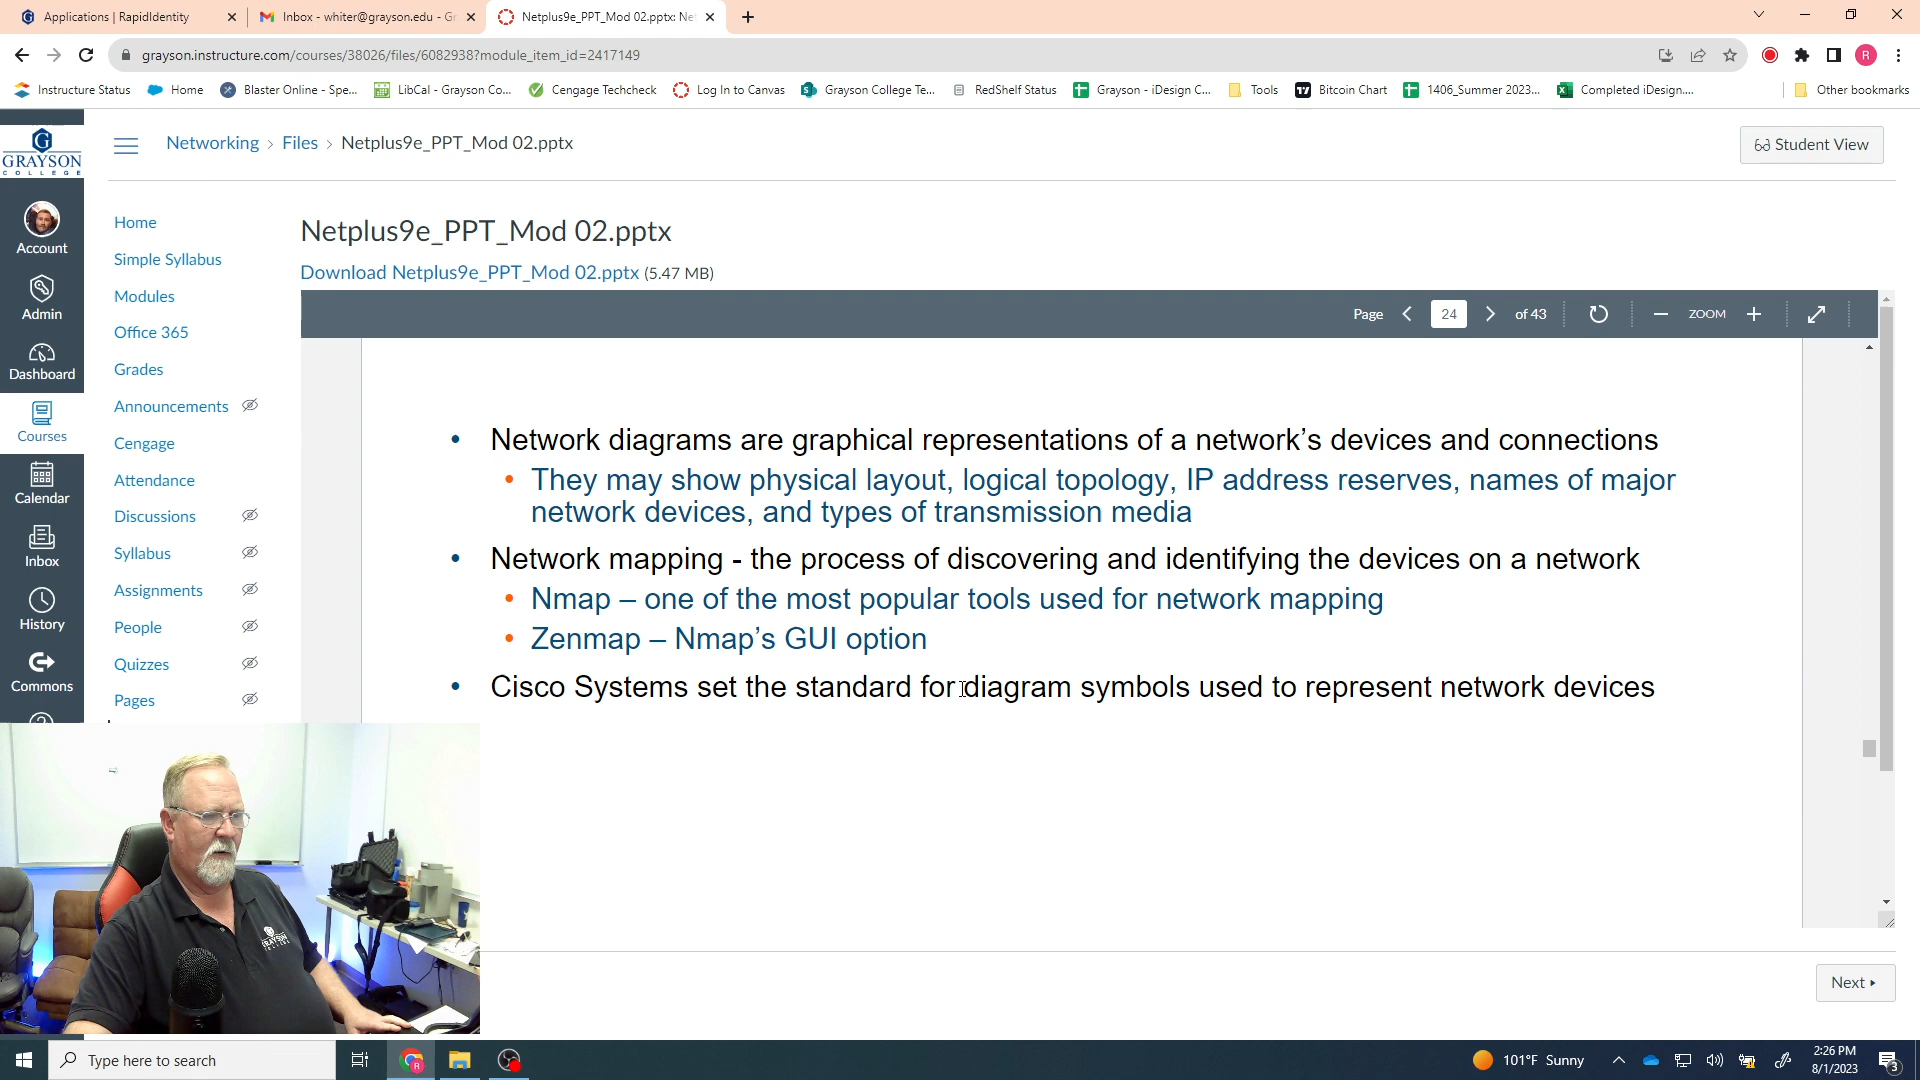 Applications | RapidIdentity
Inbox - whiter@grayson.edu - Gr
Netplus9e_PPT_Mod 02.pptx: Net
grayson.instructure.com/courses/38026/files/6082938?module_item_id=2417149
R
Instructure Status
Home
Blaster Online - Spe...
LibCal - Grayson Co...
Cengage Techcheck
Log In to Canvas
Grayson College Te...
RedShelf Status
Grayson - iDesign C...
Tools
Bitcoin Chart
1406_Summer 2023...
Completed iDesign....
Other bookmarks
G
GRAYSON
COLLEGE
Networking › Files › Netplus9e_PPT_Mod 02.pptx
Student View
Account
Admin
Dashboard
Courses
Calendar
Inbox
History
Commons
Home
Simple Syllabus
Modules
Office 365
Grades
Announcements
Cengage
Attendance
Discussions
Syllabus
Assignments
People
Quizzes
Pages
Netplus9e_PPT_Mod 02.pptx
Download Netplus9e_PPT_Mod 02.pptx (5.47 MB)
Page 24 of 43 ZOOM
• Network diagrams are graphical representations of a network’s devices and connections
• They may show physical layout, logical topology, IP address reserves, names of major
network devices, and types of transmission media
• Network mapping - the process of discovering and identifying the devices on a network
• Nmap – one of the most popular tools used for network mapping
• Zenmap – Nmap’s GUI option
• Cisco Systems set the standard for diagram symbols used to represent network devices
GRAYSON
COLLEGE
Next
Type here to search
101°F Sunny
2:26 PM
8/1/2023
3